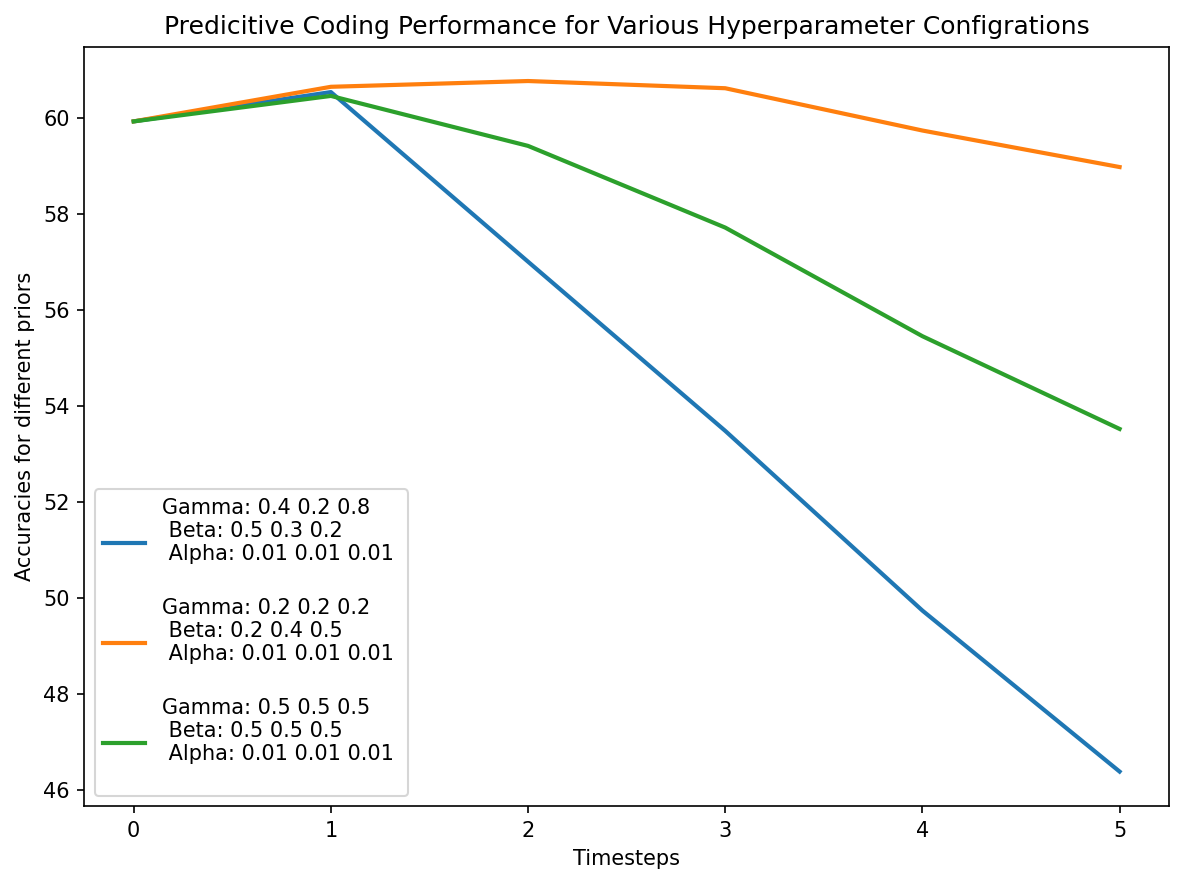 Predicitive Coding Performance for Various Hyperparameter Configrations
Accuracies for different priors
60
58
56
54
52
50
48
46
Gamma: 0.4 0.2 0.8
Beta: 0.5 0.3 0.2
Alpha: 0.01 0.01 0.01
Gamma: 0.2 0.2 0.2
Beta: 0.2 0.4 0.5
Alpha: 0.01 0.01 0.01
Gamma: 0.5 0.5 0.5
Beta: 0.5 0.5 0.5
Alpha: 0.01 0.01 0.01
0 1 2 3 4 5
Timesteps